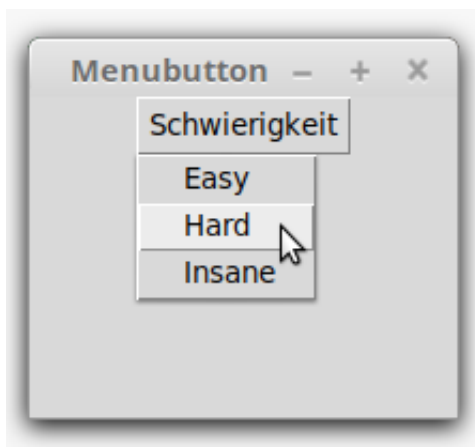 Menubutton – + ×
Schwierigkeit
Easy
Hard
Insane